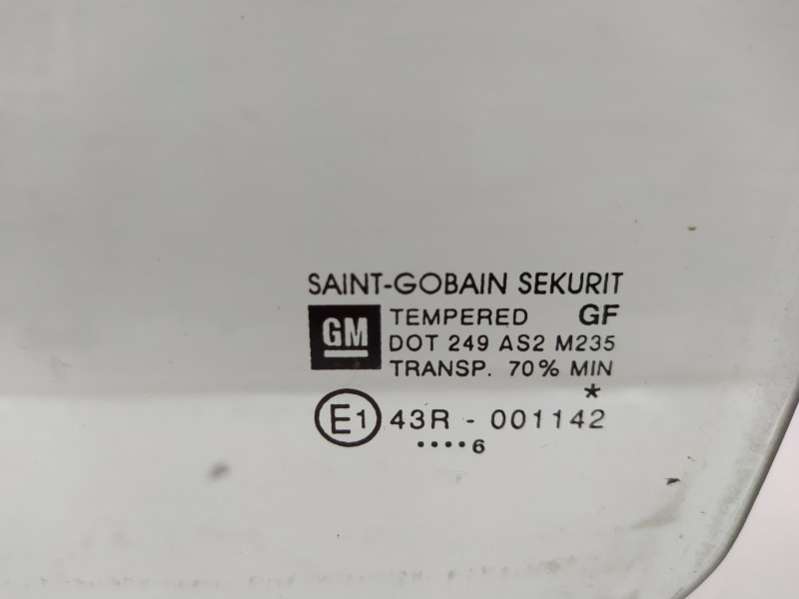 SAINT-GOBAIN SEKURIT
GM TEMPERED GF
DOT 249 AS2 M235
TRANSP. 70% MIN
*
E1 43R - 001142
....6